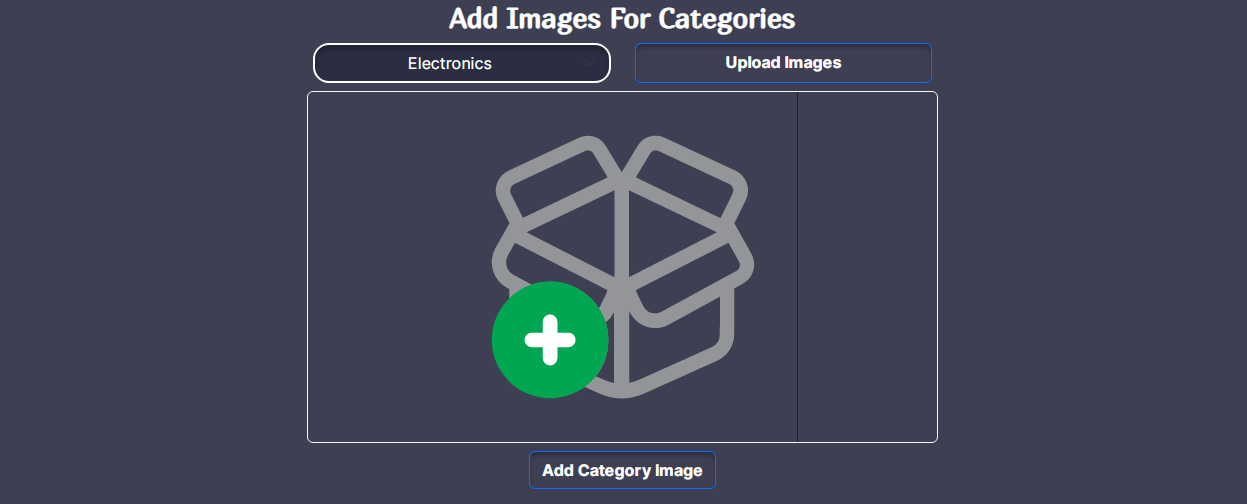 Add Images For Categories
Electronics
Upload Images
Add Category Image